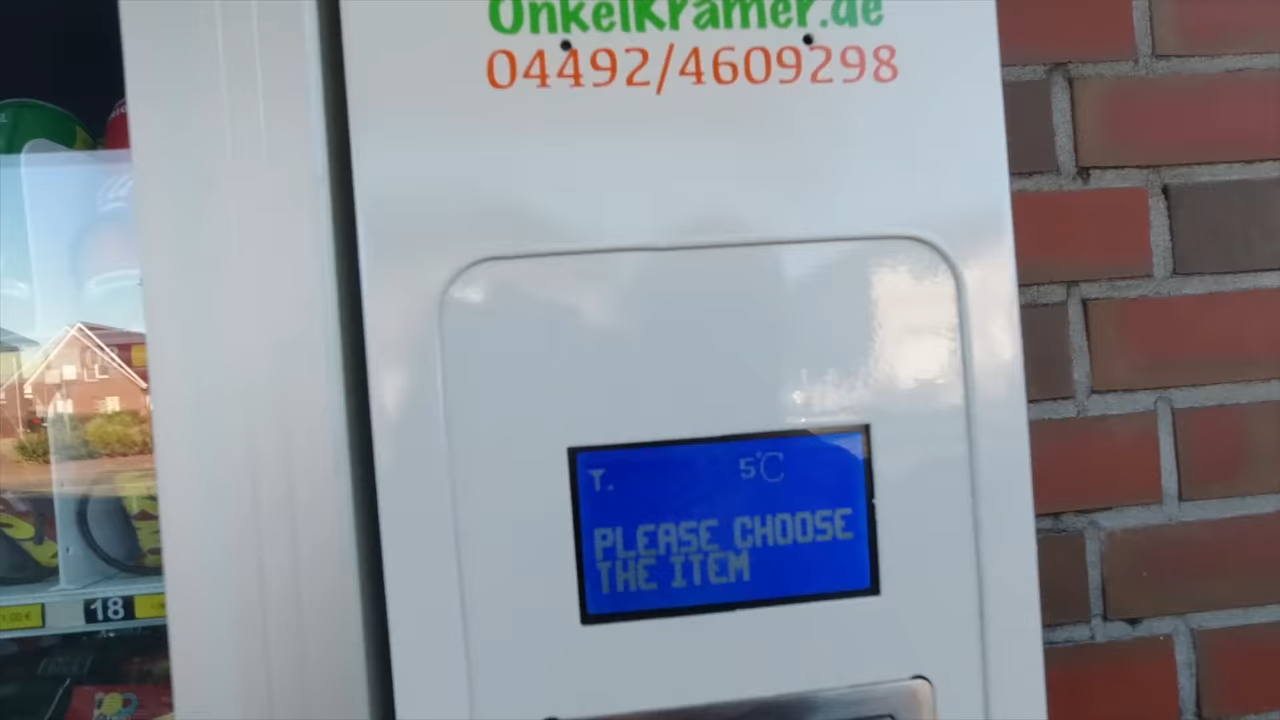 OnkelKramer.de
04492/4609298
T.
5°C
PLEASE CHOOSE
THE ITEM
18